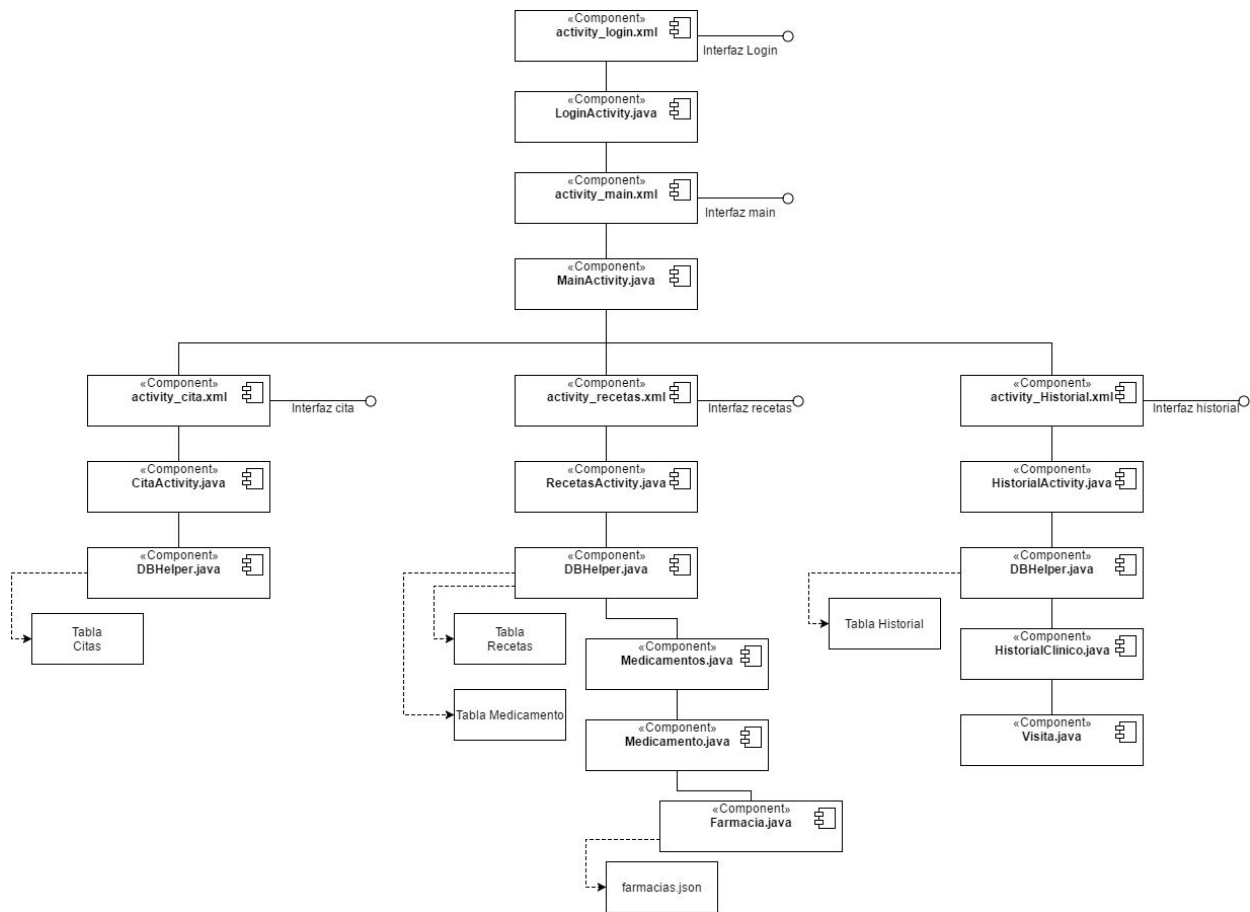 «Component»
activity_login.xml
Interfaz Login
«Component»
LoginActivity.java
«Component»
activity_main.xml
Interfaz main
«Component»
MainActivity.java
«Component»
activity_cita.xml
Interfaz cita
«Component»
activity_recetas.xml
Interfaz recetas
«Component»
activity_Historial.xml
Interfaz historial
«Component»
CitaActivity.java
«Component»
RecetasActivity.java
«Component»
HistorialActivity.java
«Component»
DBHelper.java
«Component»
DBHelper.java
«Component»
DBHelper.java
Tabla
Citas
Tabla
Recetas
Tabla Historial
«Component»
Medicamentos.java
«Component»
HistorialClinico.java
Tabla Medicamento
«Component»
Medicamento.java
«Component»
Visita.java
«Component»
Farmacia.java
farmacias.json